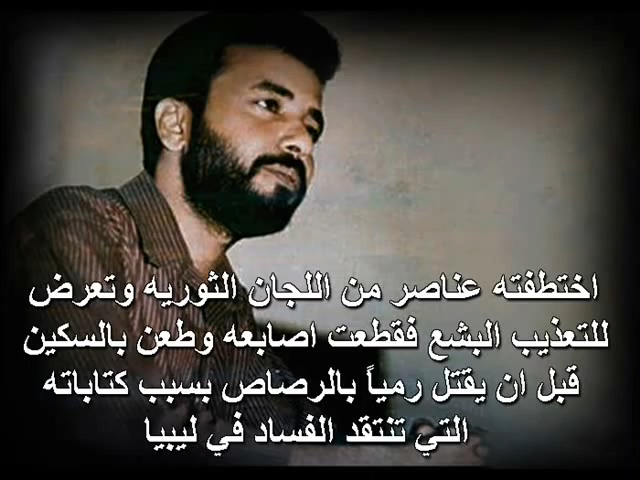 اختطفته عناصر من اللجان الثوريه وتعرض
للتعذيب البشع فقطعت اصابعه وطعن بالسكين
قبل ان يقتل رمياً بالرصاص بسبب كتاباته
التي تنتقد الفساد في ليبيا